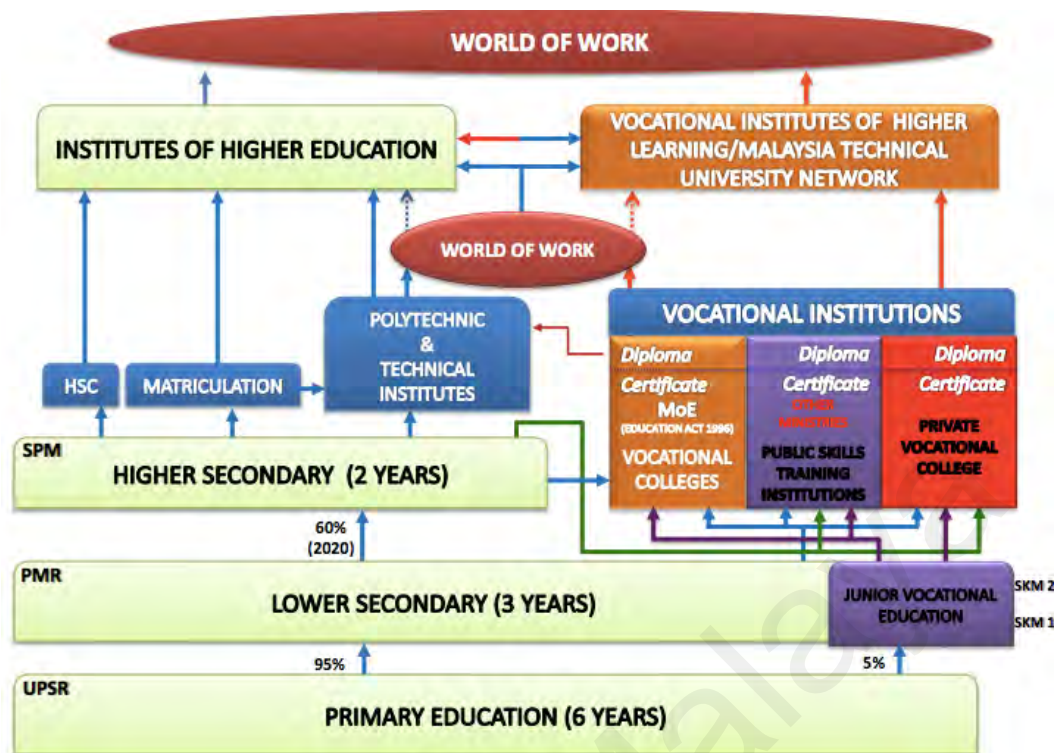 WORLD OF WORK
INSTITUTES OF HIGHER EDUCATION
VOCATIONAL INSTITUTES OF HIGHER
LEARNING/MALAYSIA TECHNICAL
UNIVERSITY NETWORK
WORLD OF WORK
POLYTECHNIC
&
TECHNICAL
INSTITUTES
VOCATIONAL INSTITUTIONS
HSC
MATRICULATION
Diploma
Certificate
MoE
(EDUCATION ACT 1996)
VOCATIONAL
COLLEGES
Diploma
Certificate
OTHER
MINISTRIES
PUBLIC SKILLS
TRAINING
INSTITUTIONS
Diploma
Certificate
PRIVATE
VOCATIONAL
COLLEGE
SPM
HIGHER SECONDARY (2 YEARS)
60%
(2020)
PMR
LOWER SECONDARY (3 YEARS)
JUNIOR VOCATIONAL
EDUCATION
SKM 2
SKM 1
95%
5%
UPSR
PRIMARY EDUCATION (6 YEARS)
Malaya